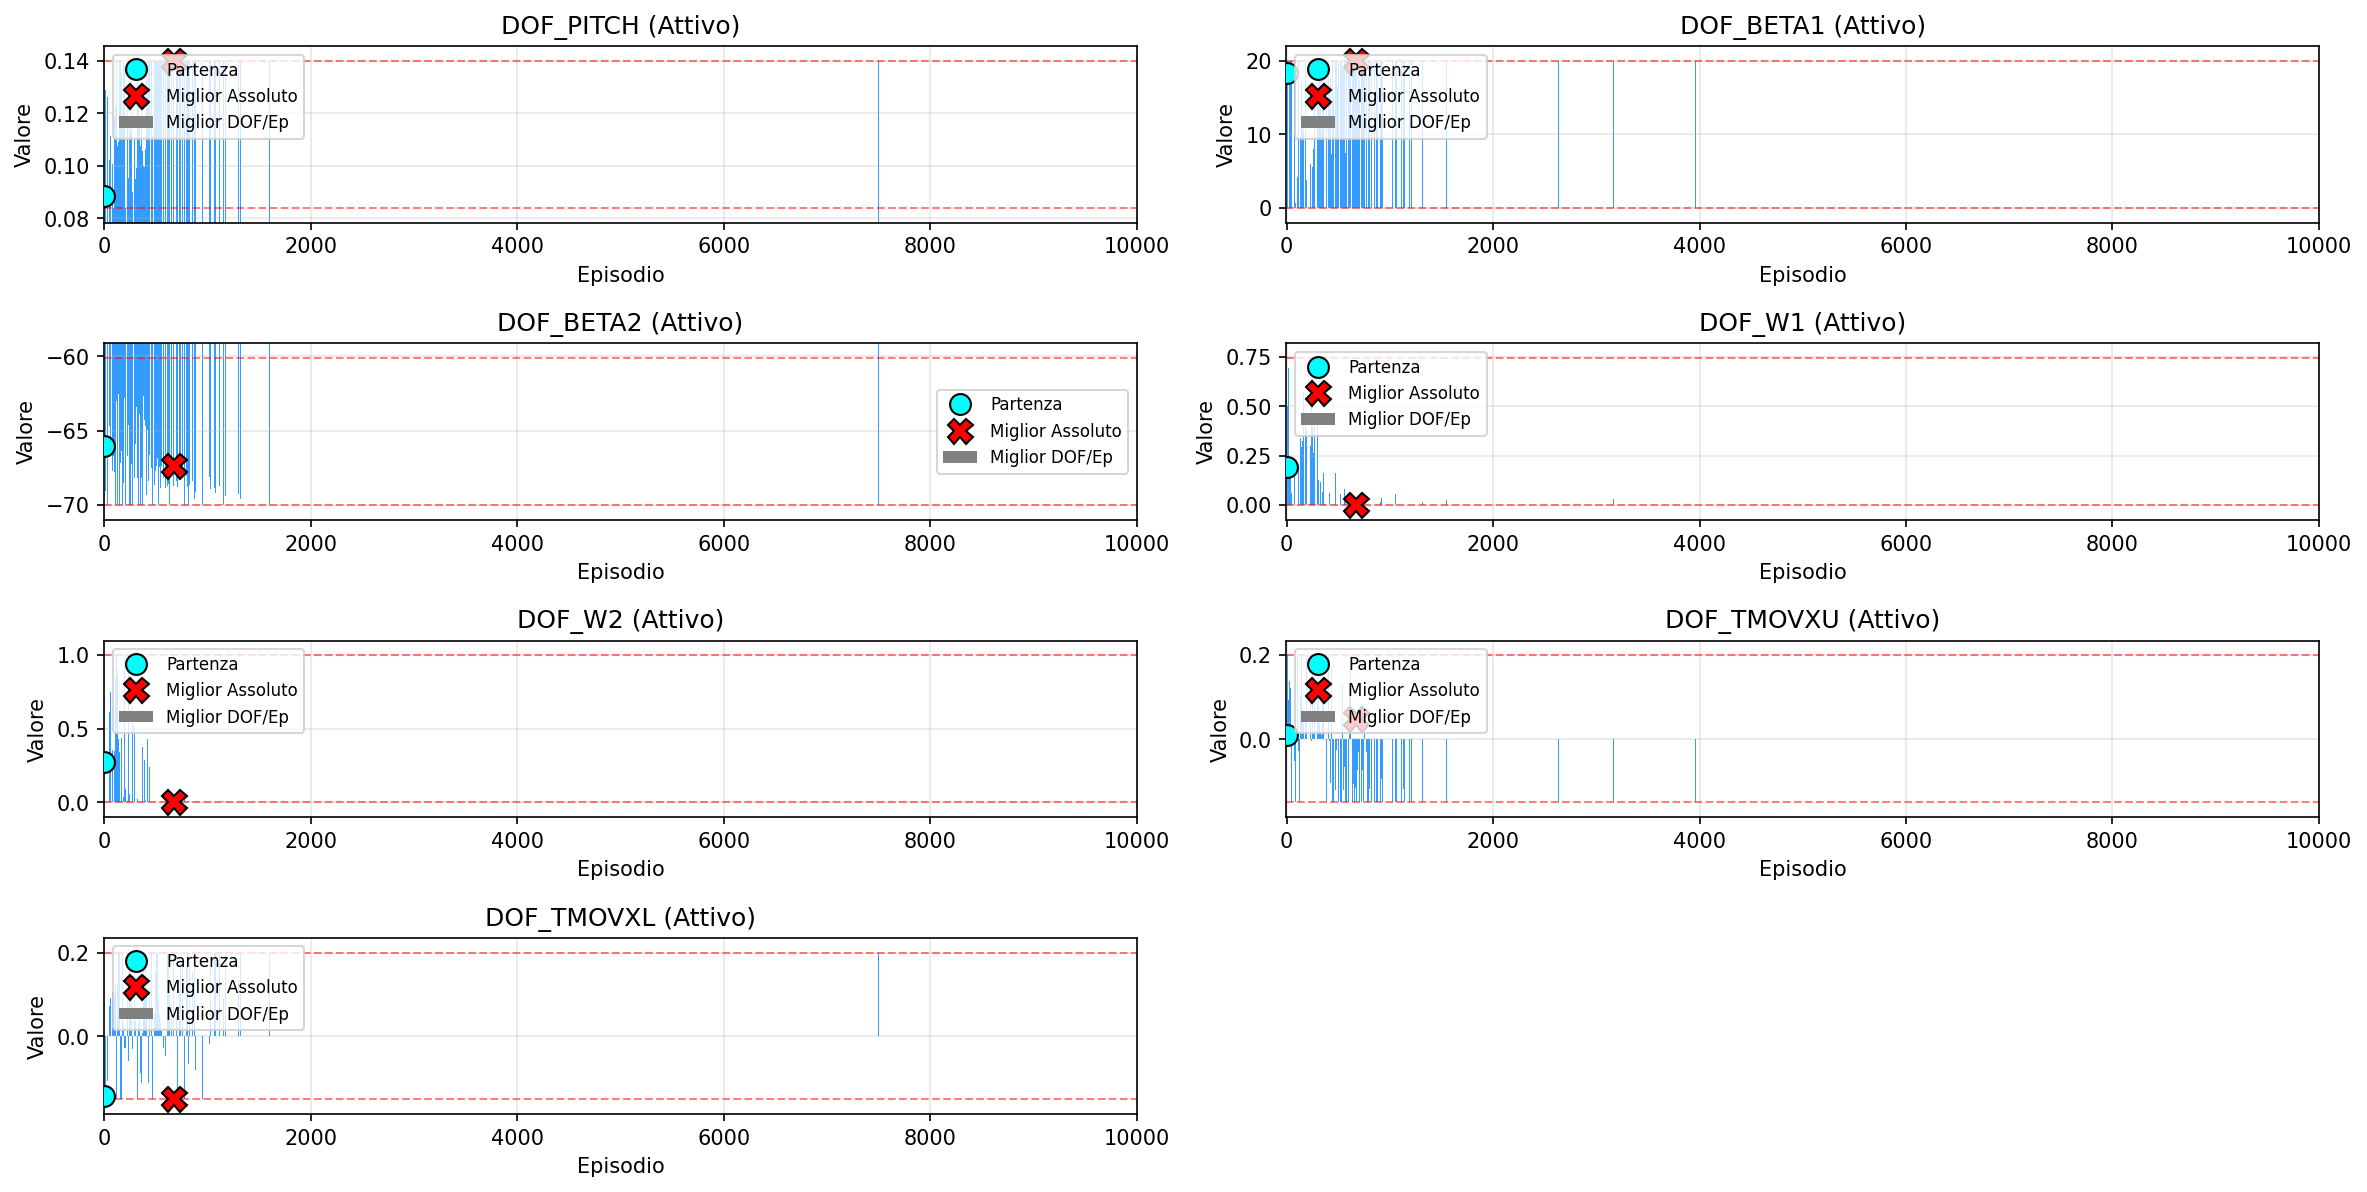 DOF_PITCH (Attivo)
0.14
0.12
0.10
0.08
Valore
Partenza
Miglior Assoluto
Miglior DOF/Ep
0 2000 4000 6000 8000 10000
Episodio
DOF_BETA1 (Attivo)
20
10
0
Valore
Partenza
Miglior Assoluto
Miglior DOF/Ep
0 2000 4000 6000 8000 10000
Episodio
DOF_BETA2 (Attivo)
−60
−65
−70
Valore
Partenza
Miglior Assoluto
Miglior DOF/Ep
0 2000 4000 6000 8000 10000
Episodio
DOF_W1 (Attivo)
0.75
0.50
0.25
0.00
Valore
Partenza
Miglior Assoluto
Miglior DOF/Ep
0 2000 4000 6000 8000 10000
Episodio
DOF_W2 (Attivo)
1.0
0.5
0.0
Valore
Partenza
Miglior Assoluto
Miglior DOF/Ep
0 2000 4000 6000 8000 10000
Episodio
DOF_TMOVXU (Attivo)
0.2
0.0
Valore
Partenza
Miglior Assoluto
Miglior DOF/Ep
0 2000 4000 6000 8000 10000
Episodio
DOF_TMOVXL (Attivo)
0.2
0.0
Valore
Partenza
Miglior Assoluto
Miglior DOF/Ep
0 2000 4000 6000 8000 10000
Episodio